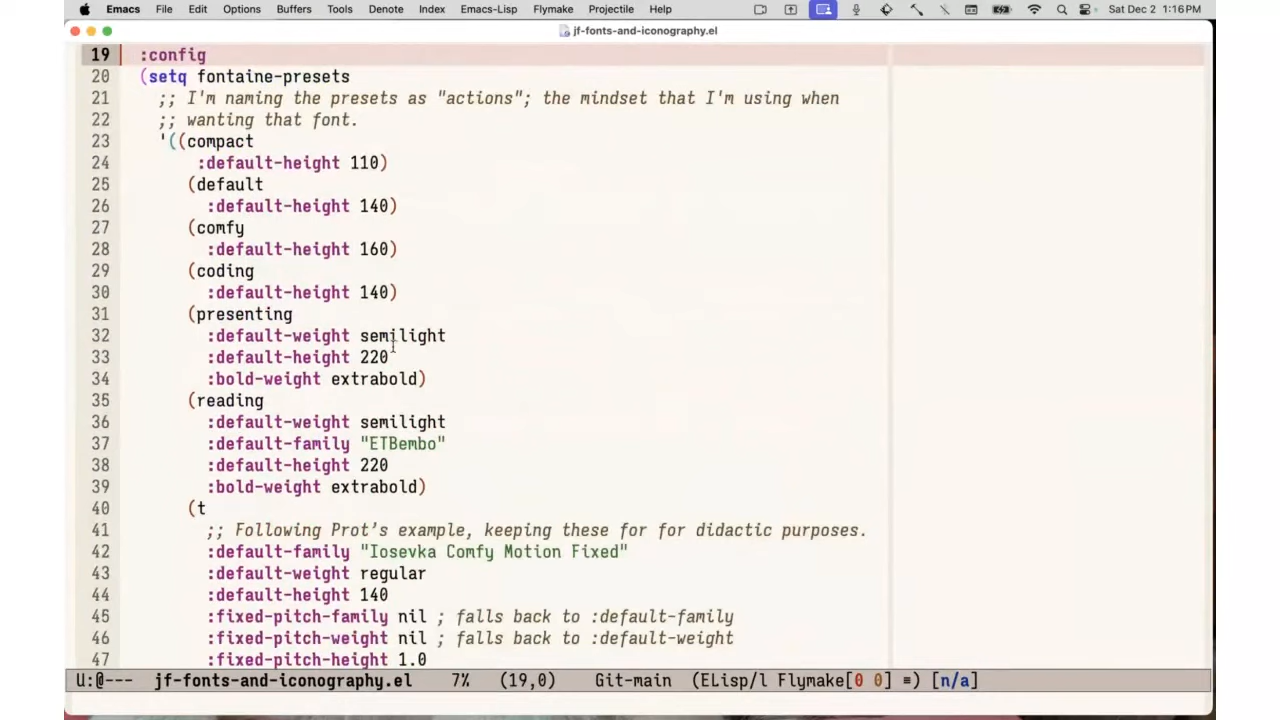 Emacs File Edit Options Buffers Tools Denote Index Emacs-Lisp Flymake Projectile Help Sat Dec 2 1:16 PM
jf-fonts-and-iconography.el
19 :config
20 (setq fontaine-presets
21 ;; I'm naming the presets as "actions"; the mindset that I'm using when
22 ;; wanting that font.
23 '((compact
24 :default-height 110)
25 (default
26 :default-height 140)
27 (comfy
28 :default-height 160)
29 (coding
30 :default-height 140)
31 (presenting
32 :default-weight semilight
33 :default-height 220
34 :bold-weight extrabold)
35 (reading
36 :default-weight semilight
37 :default-family "ETBembo"
38 :default-height 220
39 :bold-weight extrabold)
40 (t
41 ;; Following Prot's example, keeping these for for didactic purposes.
42 :default-family "Iosevka Comfy Motion Fixed"
43 :default-weight regular
44 :default-height 140
45 :fixed-pitch-family nil ; falls back to :default-family
46 :fixed-pitch-weight nil ; falls back to :default-weight
47 :fixed-pitch-height 1.0
U:@--- jf-fonts-and-iconography.el 7% (19,0) Git-main (ELisp/l Flymake[0 0] ≡) [n/a]